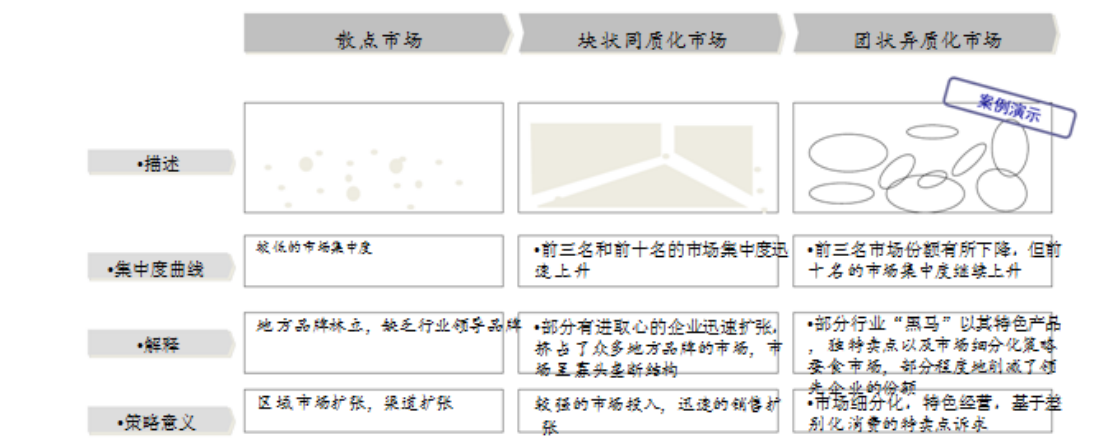 散点市场
块状同质化市场
团状异质化市场
案例演示
•描述
•集中度曲线
较低的市场集中度
•前三名和前十名的市场集中度迅
速上升
•前三名市场份额有所下降，但前
十名的市场集中度继续上升
•解释
地方品牌林立，缺乏行业领导品牌
•部分有进取心的企业迅速扩张，
挤占了众多地方品牌的市场，市
场呈寡头垄断结构
•部分行业“黑马”以其特色产品
，独特卖点以及市场细分化策略
蚕食市场，部分程度地削减了领
先企业的份额
•策略意义
区域市场扩张，渠道扩张
较强的市场投入，迅速的销售扩
张
•市场细分化，特色经营，基于差
别化消费的特卖点诉求